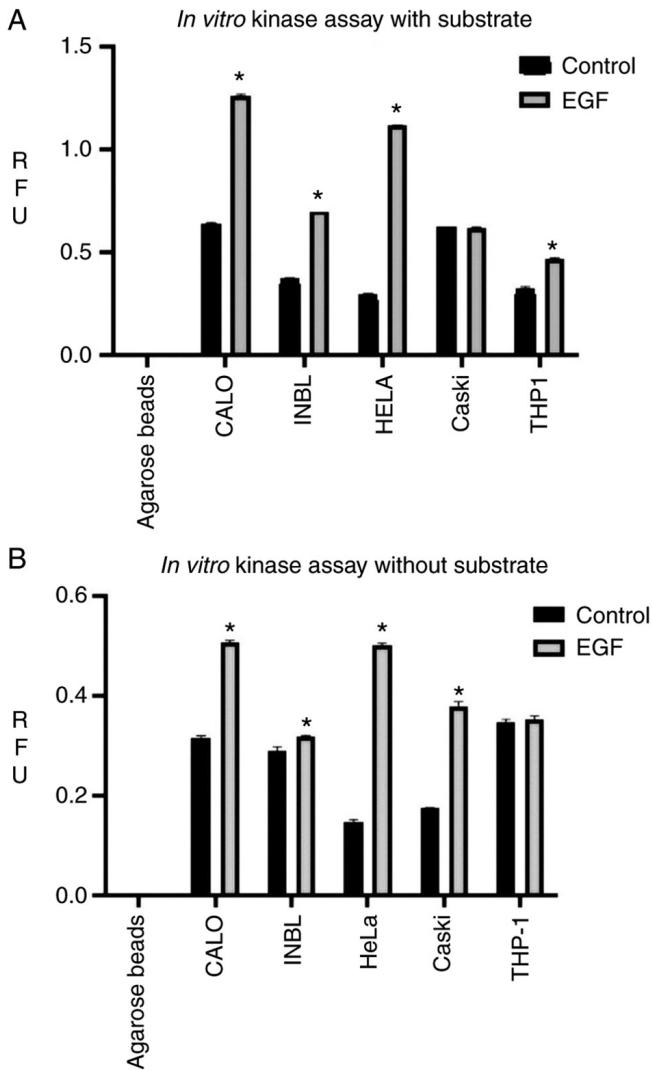 A
In vitro kinase assay with substrate
Control
EGF
R
F
U
1.5
1.0
0.5
0.0
*
*
*
*
Agarose beads
CALO
INBL
HELA
Caski
THP1
B
In vitro kinase assay without substrate
Control
EGF
R
F
U
0.6
0.4
0.2
0.0
*
*
*
*
Agarose beads
CALO
INBL
HeLa
Caski
THP-1